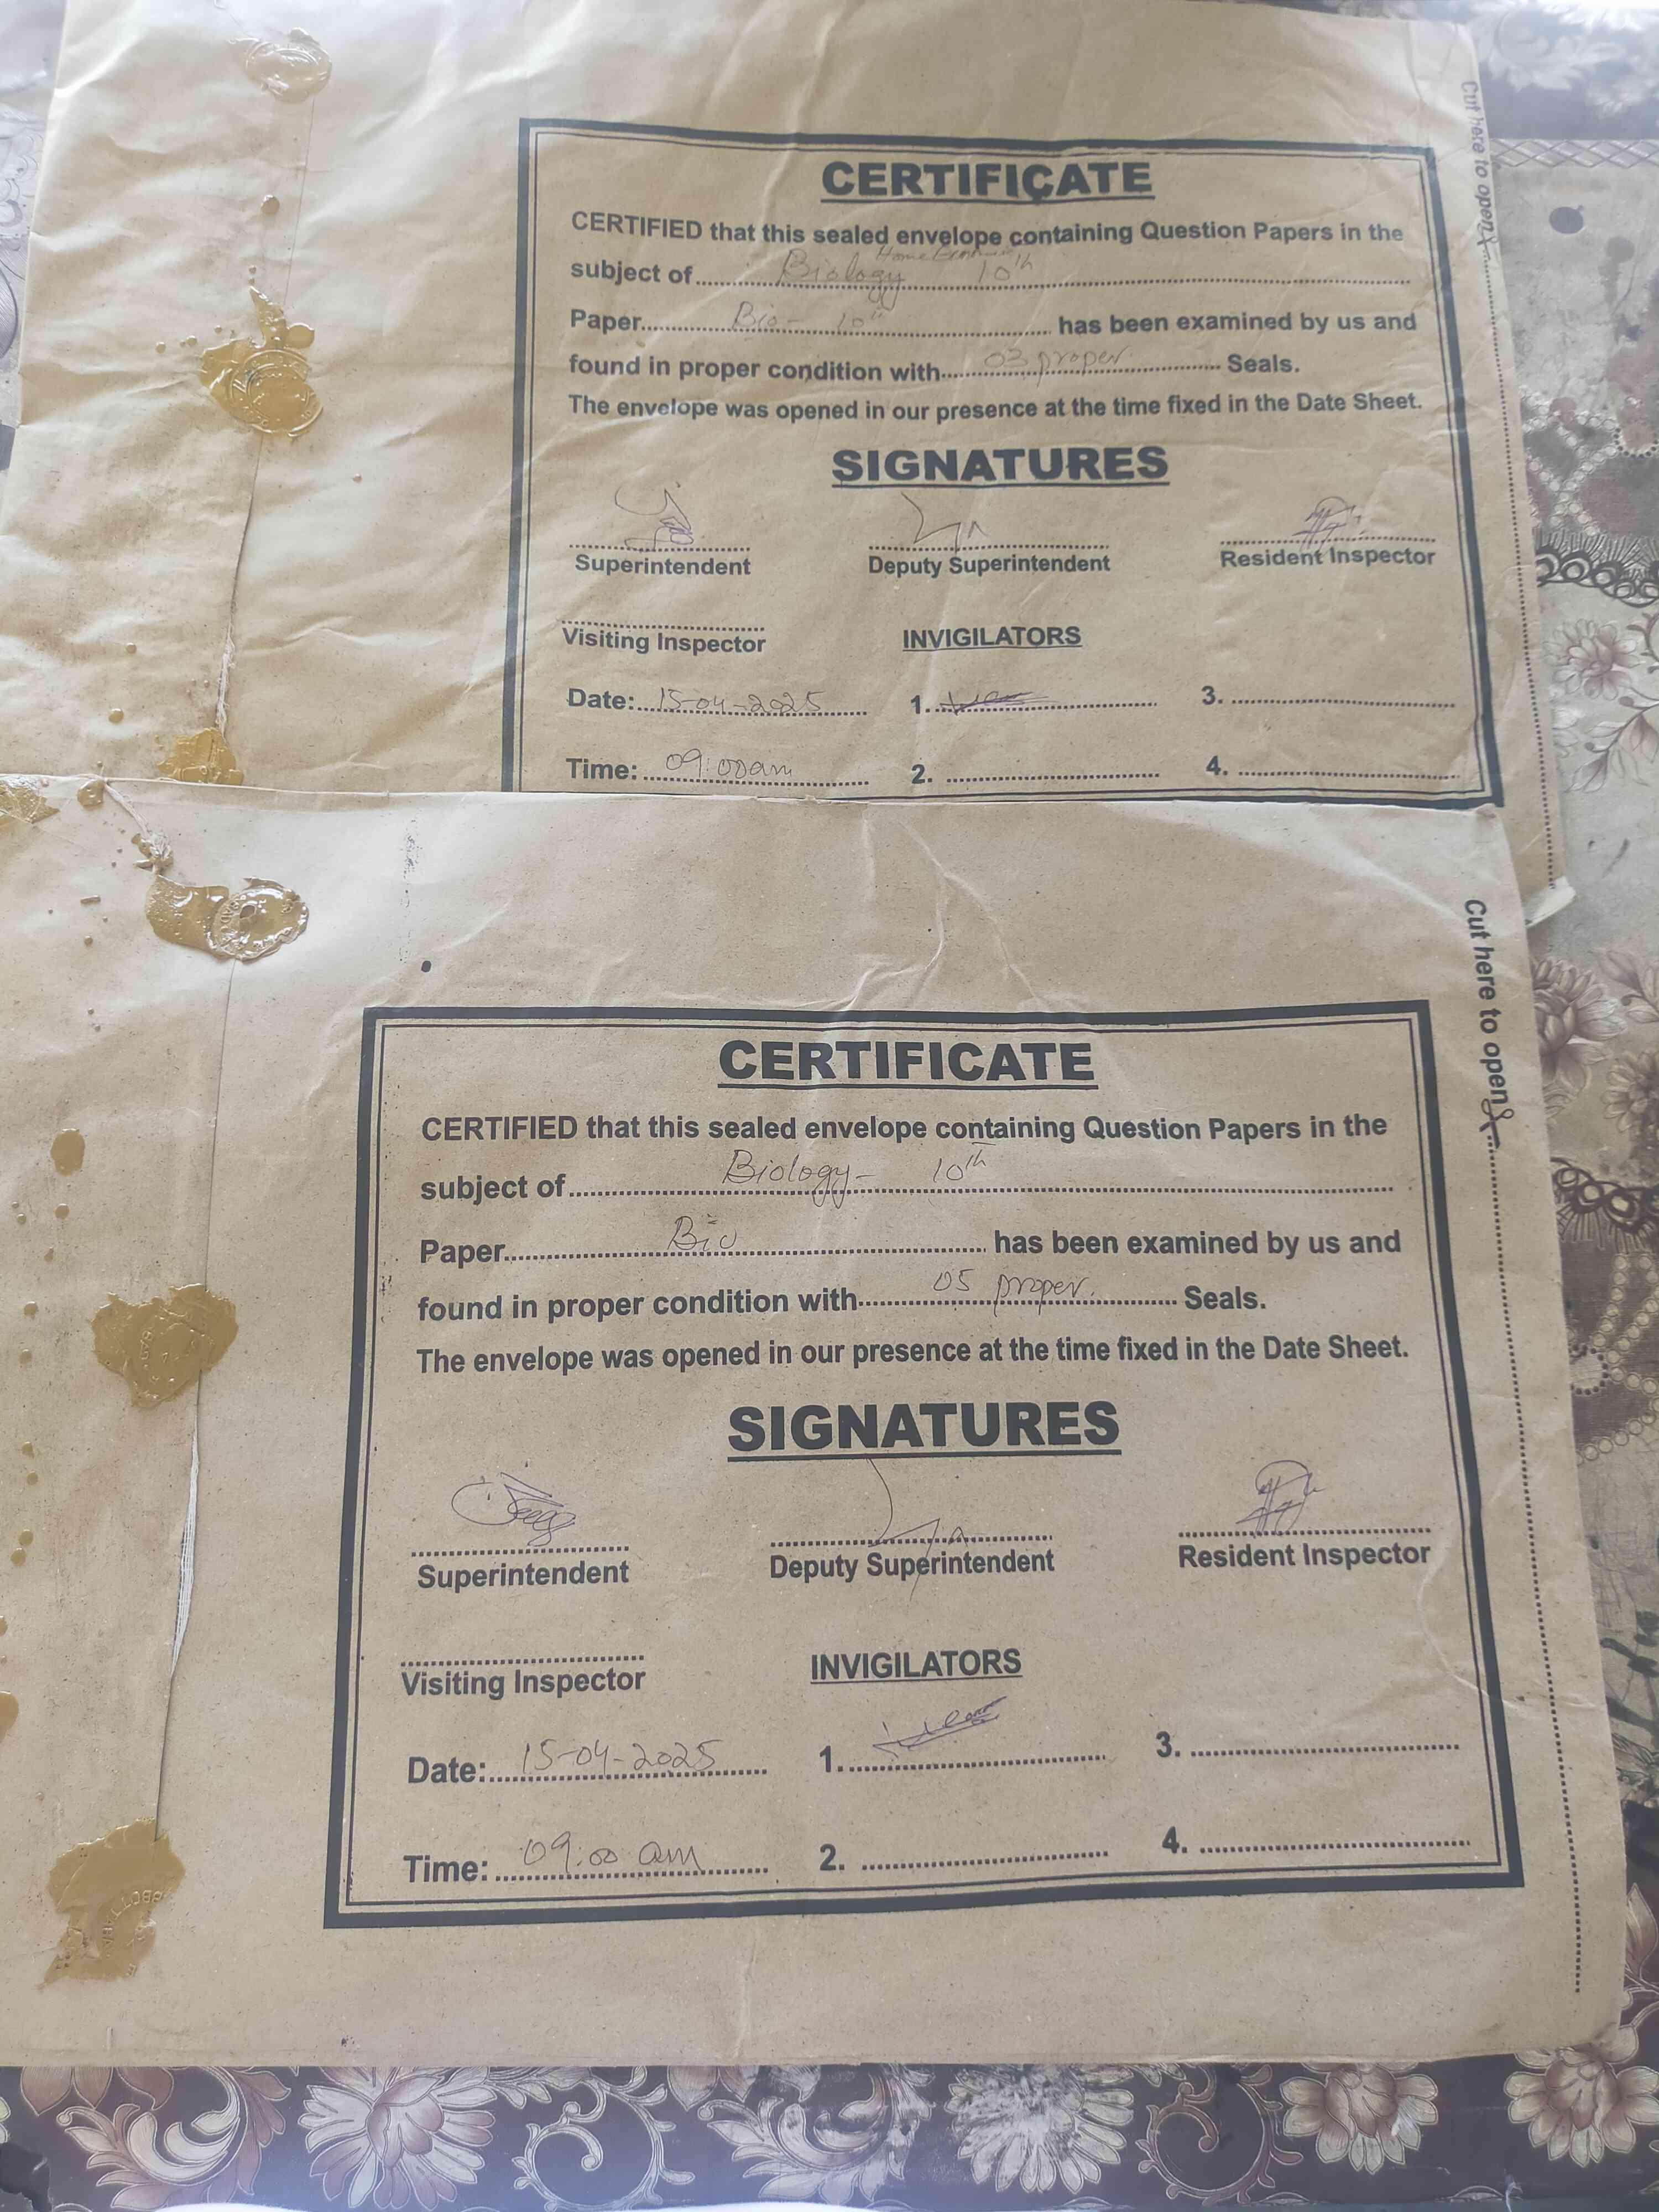 Cut here to open
CERTIFICATE
CERTIFIED that this sealed envelope containing Question Papers in the
Home Economics
subject of Biology 10th
Paper Bio - 10th has been examined by us and
found in proper condition with 03 proper. Seals.
The envelope was opened in our presence at the time fixed in the Date Sheet.
SIGNATURES
Superintendent Deputy Superintendent Resident Inspector
Visiting Inspector INVIGILATORS
Date: 15-04-2025 1. 3.
Time: 09:00am 2. 4.
Cut here to open
CERTIFICATE
CERTIFIED that this sealed envelope containing Question Papers in the
subject of Biology - 10th
Paper Bio has been examined by us and
found in proper condition with 05 proper. Seals.
The envelope was opened in our presence at the time fixed in the Date Sheet.
SIGNATURES
Superintendent Deputy Superintendent Resident Inspector
Visiting Inspector INVIGILATORS
Date: 15-04-2025 1. 3.
Time: 09:00 am 2. 4.